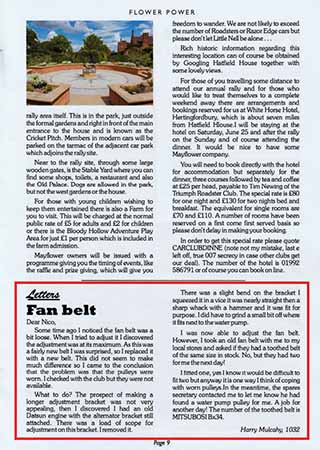 FLOWER POWER
rally area itself. This is in the park, just outside
the formal gardens and right in front of the main
entrance to the house and is known as the
Cricket Pitch. Members in modern cars will be
parked on the tarmac of the adjacent car park
which adjoins the rally site.
Near to the rally site, through some large
wooden gates, is the Stable Yard where you can
find some shops, toilets, a restaurant and also
the Old Palace. Dogs are allowed in the park,
but not the west gardens or the house.
For those with young children wishing to
keep them entertained there is also a Farm for
you to visit. This will be charged at the normal
public rate of £5 for adults and £2 for children
or there is the Bloody Hollow Adventure Play
Area for just £1 per person which is included in
the farm admission.
Mayflower owners will be issued with a
programme giving you the timing of events, like
the raffle and prize giving, which will give you
freedom to wander. We are not likely to exceed
the number of Roadsters or Razor Edge cars but
please don't let Little Nell be alone . . .
Rich historic information regarding this
interesting location can of course be obtained
by Googling Hatfield House together with
some lovely views.
For those of you travelling some distance to
attend our annual rally and for those who
would like to treat themselves to a complete
weekend away there are arrangements and
bookings reserved for us at White Horse Hotel,
Hertingfordbury, which is about seven miles
from Hatfield House. I will be staying at the
hotel on Saturday, June 25 and after the rally
on the Sunday and of course attending the
dinner. It would be nice to have some
Mayflower company.
You will need to book directly with the hotel
for accommodation but separately for the
dinner, three courses followed by tea and coffee
at £25 per head, payable to Tim Newing of the
Triumph Roadster Club. The special rate is £80
for one night and £130 for two nights bed and
breakfast. The equivalent for single rooms are
£70 and £110. A number of rooms have been
reserved on a first come first served basis so
please don't delay in making your booking.
In order to get this special rate please quote
CARCLUBDINNE (note not my mistake, last e
left off, true 007 secrecy in case other clubs get
our deal). The number of the hotel is 01992
586791 or of course you can book on line.
Letters
Fan belt
Dear Nico,
Some time ago I noticed the fan belt was a
bit loose. When I tried to adjust it I discovered
the adjustment was at its maximum. As this was
a fairly new belt I was surprised, so I replaced it
with a new belt. This did not seem to make
much difference so I came to the conclusion
that the problem was that the pulleys were
worn. I checked with the club but they were not
available.
What to do? The prospect of making a
longer adjustment bracket was not very
appealing, then I discovered I had an old
Datsun engine with the alternator bracket still
attached. There was a load of scope for
adjustment on this bracket. I removed it.
There was a slight bend on the bracket I
squeezed it in a vice it was nearly straight then a
sharp whack with a hammer and it was fit for
purpose. I did have to grind a small bit off where
it fits next to the water pump.
I was now able to adjust the fan belt.
However, I took an old fan belt with me to my
local stores and asked if they had a toothed belt
of the same size in stock. No, but they had two
for me the next day!
I fitted one, yes I know it would be difficult to
fit two but anyway it is one way I think of coping
with worn pulleys. In the meantime, the spares
secretary contacted me to let me know he had
found a water pump pulley for me. A job for
another day! The number of the toothed belt is
MITSUBOSI 8x34.
Harry Mulcahy, 1032
Page 9